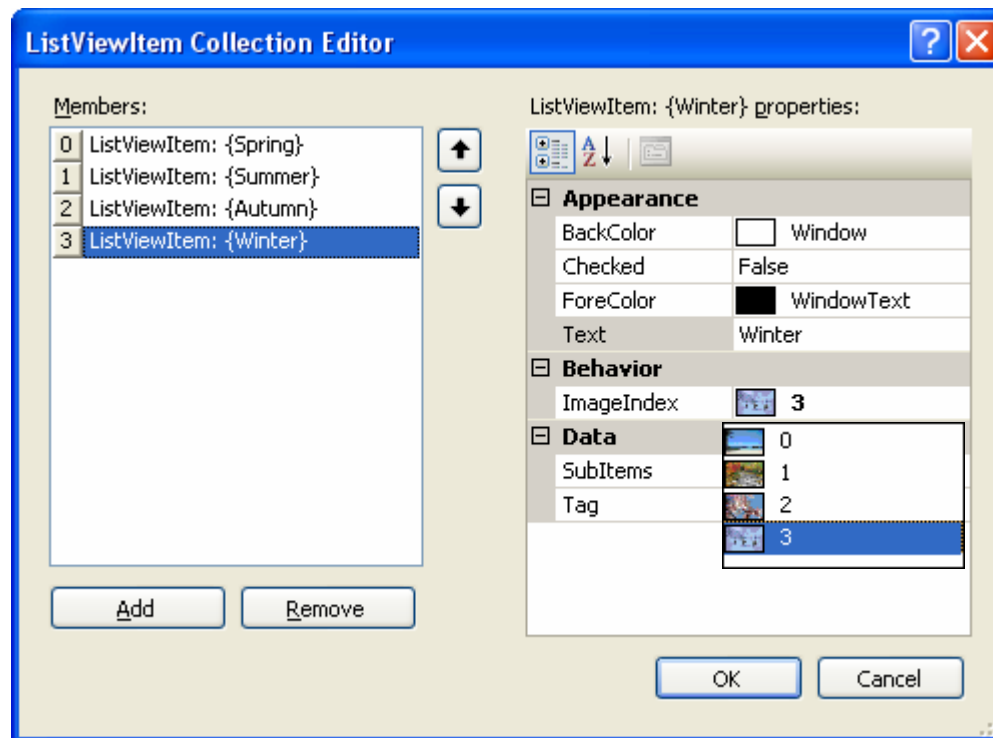 ListViewItem Collection Editor
Members:
0 ListViewItem: {Spring}
1 ListViewItem: {Summer}
2 ListViewItem: {Autumn}
3 ListViewItem: {Winter}
Add Remove
ListViewItem: {Winter} properties:
Appearance
BackColor Window
Checked False
ForeColor WindowText
Text Winter
Behavior
ImageIndex 3
Data
SubItems
Tag
0
1
2
3
OK Cancel